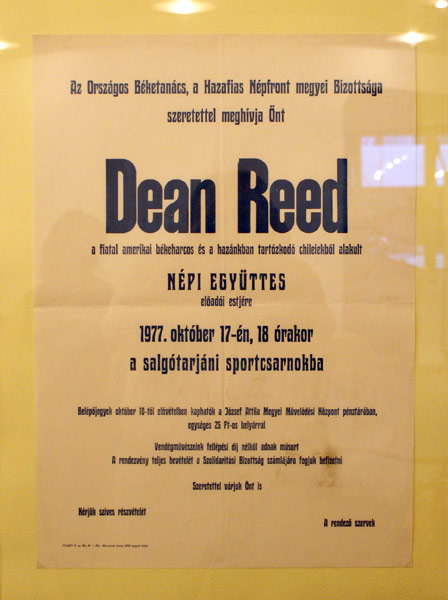 Az Országos Béketanács, a Hazafias Népfront megyei Bizottsága
szeretettel meghívja Önt
Dean Reed
a fiatal amerikai békeharcos és a hazánkban tartózkodó chileiekből alakult
NÉPI EGYÜTTES
előadói estjére
1977. október 17-én, 18 órakor
a salgótarjáni sportcsarnokba
Belépőjegyek október 10-től elővételben kaphatók a József Attila Megyei Művelődési Központ pénztárában,
egységes 25 Ft-os helyárral
Vendégművészeink fellépési díj nélkül adnak műsort
A rendezvény teljes bevételét a Szolidaritási Bizottság számlájára fogjuk befizetni
Szeretettel várjuk Önt is
Kérjük szíves részvételét
A rendező szervek